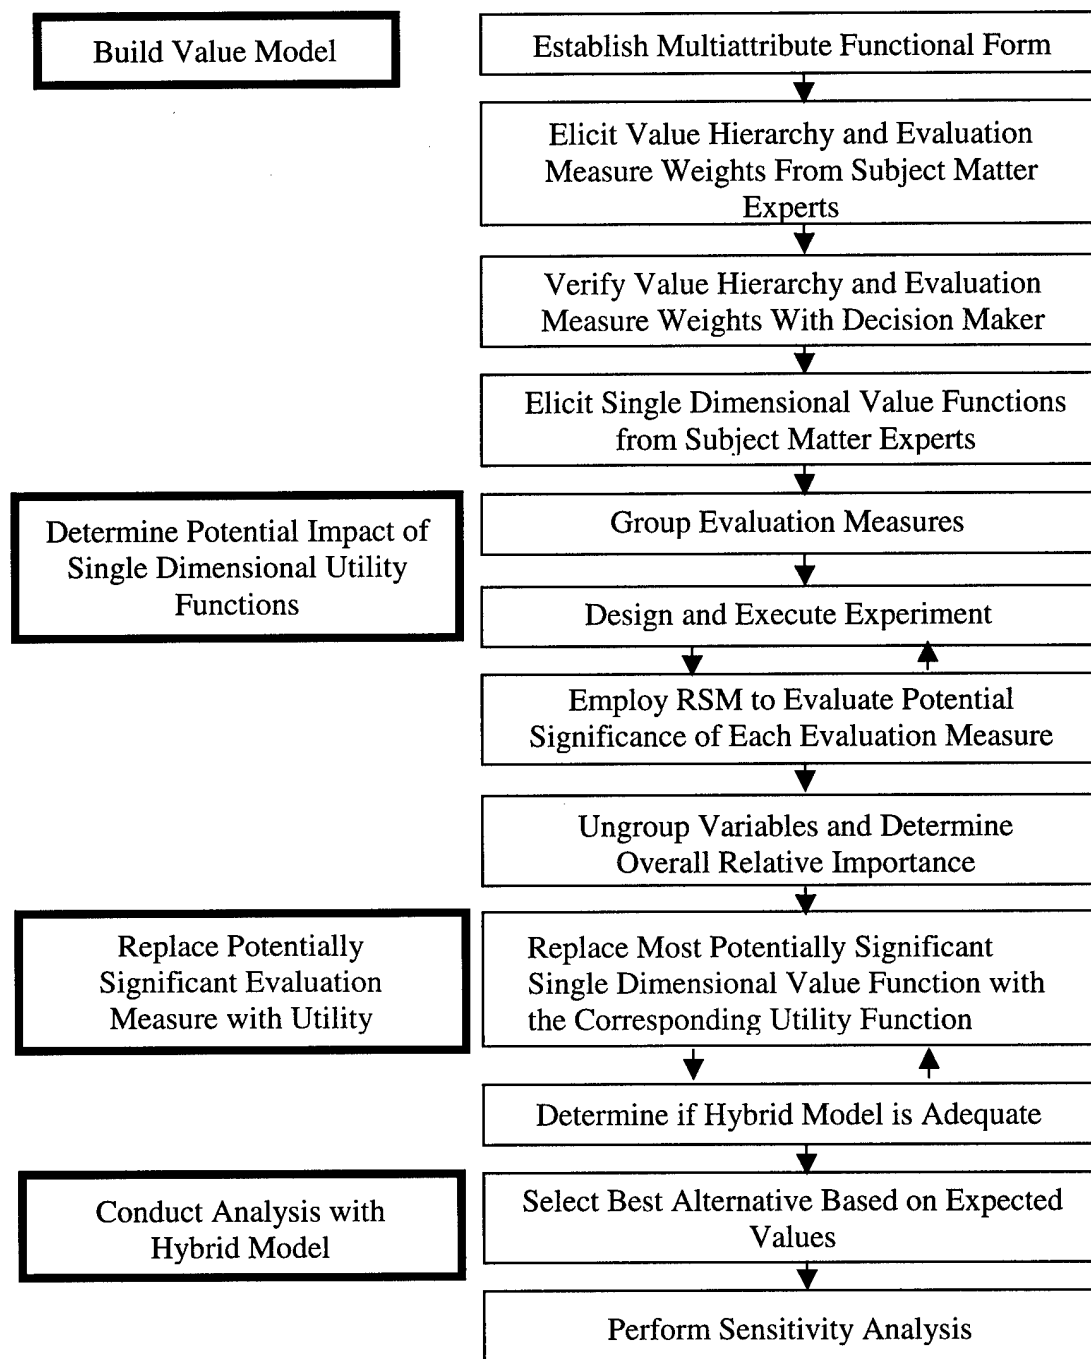 Build Value Model
Establish Multiattribute Functional Form
Elicit Value Hierarchy and Evaluation
Measure Weights From Subject Matter
Experts
Verify Value Hierarchy and Evaluation
Measure Weights With Decision Maker
Elicit Single Dimensional Value Functions
from Subject Matter Experts
Determine Potential Impact of
Single Dimensional Utility
Functions
Group Evaluation Measures
Design and Execute Experiment
Employ RSM to Evaluate Potential
Significance of Each Evaluation Measure
Ungroup Variables and Determine
Overall Relative Importance
Replace Potentially
Significant Evaluation
Measure with Utility
Replace Most Potentially Significant
Single Dimensional Value Function with
the Corresponding Utility Function
Determine if Hybrid Model is Adequate
Conduct Analysis with
Hybrid Model
Select Best Alternative Based on Expected
Values
Perform Sensitivity Analysis